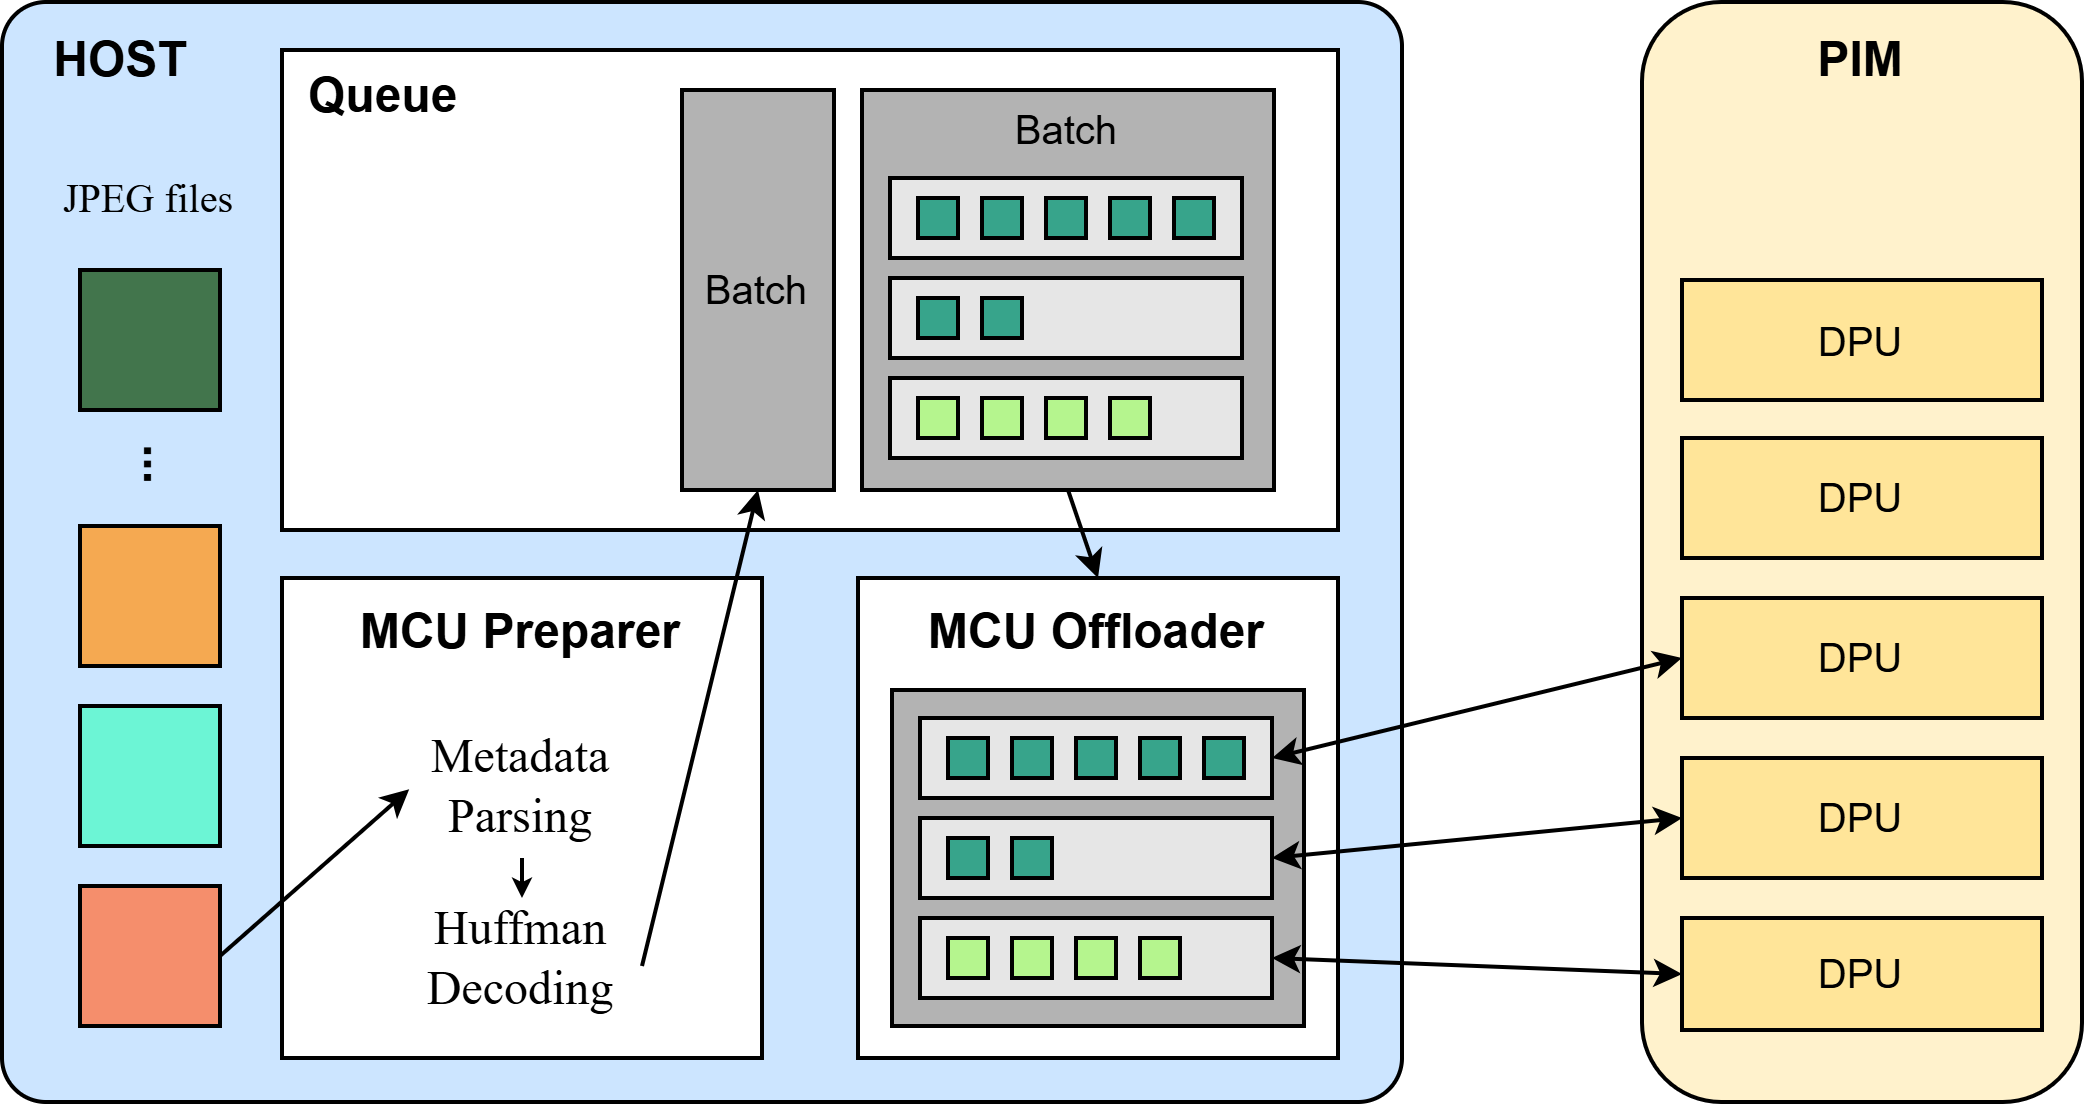 HOST
JPEG files
⋮
Queue
Batch
Batch
MCU Preparer
Metadata
Parsing
Huffman
Decoding
MCU Offloader
PIM
DPU
DPU
DPU
DPU
DPU